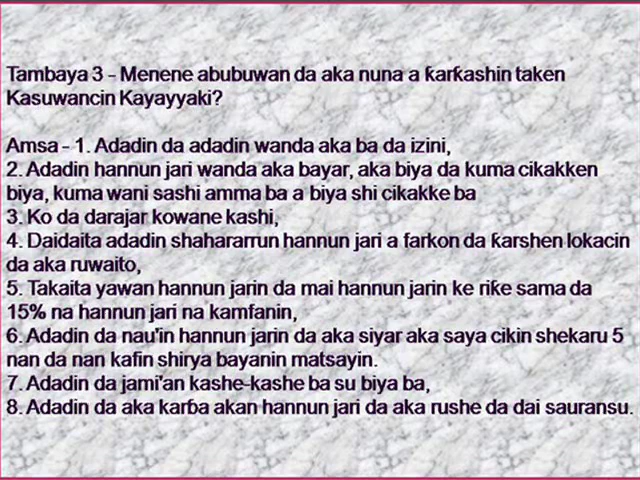 Tambaya 3 - Menene abubuwan da aka nuna a ƙarƙashin taken
Kasuwancin Kayayyaki?
Amsa - 1. Adadin da adadin wanda aka ba da izini,
2. Adadin hannun jari wanda aka bayar, aka biya da kuma cikakken
biya, kuma wani sashi amma ba a biya shi cikakke ba
3. Ko da darajar kowane kashi,
4. Daidaita adadin shahararrun hannun jari a farkon da ƙarshen lokacin
da aka ruwaito,
5. Takaita yawan hannun jarin da mai hannun jarin ke riƙe sama da
15% na hannun jari na kamfanin,
6. Adadin da nau'in hannun jarin da aka siyar aka saya cikin shekaru 5
nan da nan kafin shirya bayanin matsayin.
7. Adadin da jami'an kashe-kashe ba su biya ba,
8. Adadin da aka karɓa akan hannun jari da aka rushe da dai sauransu.